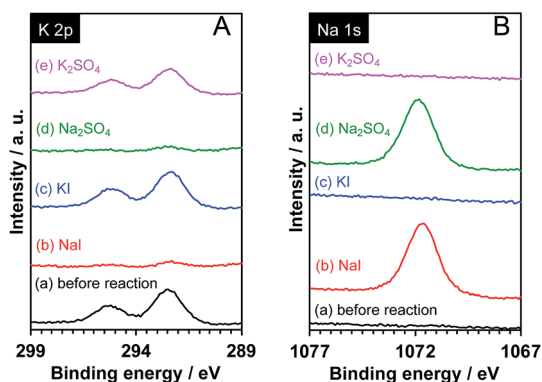 K 2p
A
(e) K₂SO₄
(d) Na₂SO₄
(c) KI
(b) NaI
(a) before reaction
Intensity / a. u.
299
294
289
Binding energy / eV
Na 1s
B
(e) K₂SO₄
(d) Na₂SO₄
(c) KI
(b) NaI
(a) before reaction
Intensity / a. u.
1077
1072
1067
Binding energy / eV